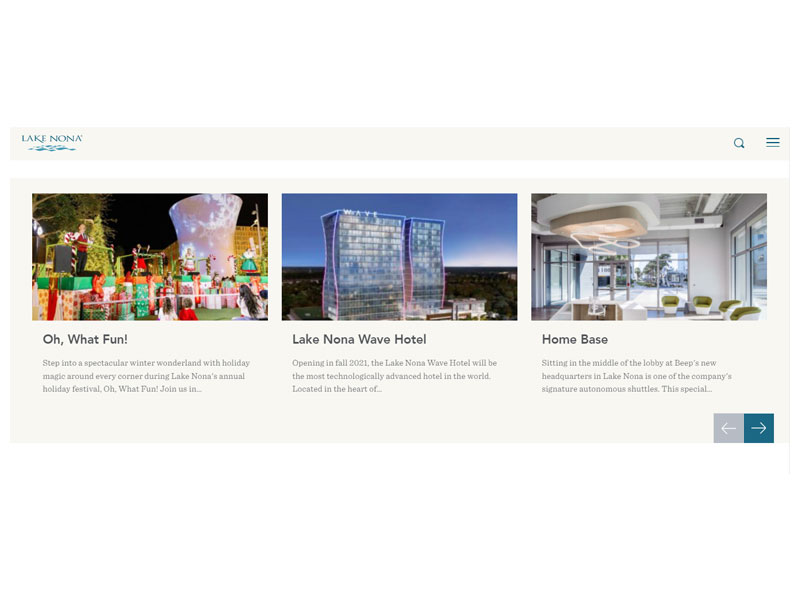 LAKE NONA
WAVE
Oh, What Fun!
Step into a spectacular winter wonderland with holiday
magic around every corner during Lake Nona's annual
holiday festival, Oh, What Fun! Join us in...
Lake Nona Wave Hotel
Opening in fall 2021, the Lake Nona Wave Hotel will be
the most technologically advanced hotel in the world.
Located in the heart of...
Home Base
Sitting in the middle of the lobby at Beep's new
headquarters in Lake Nona is one of the company's
signature autonomous shuttles. This special...